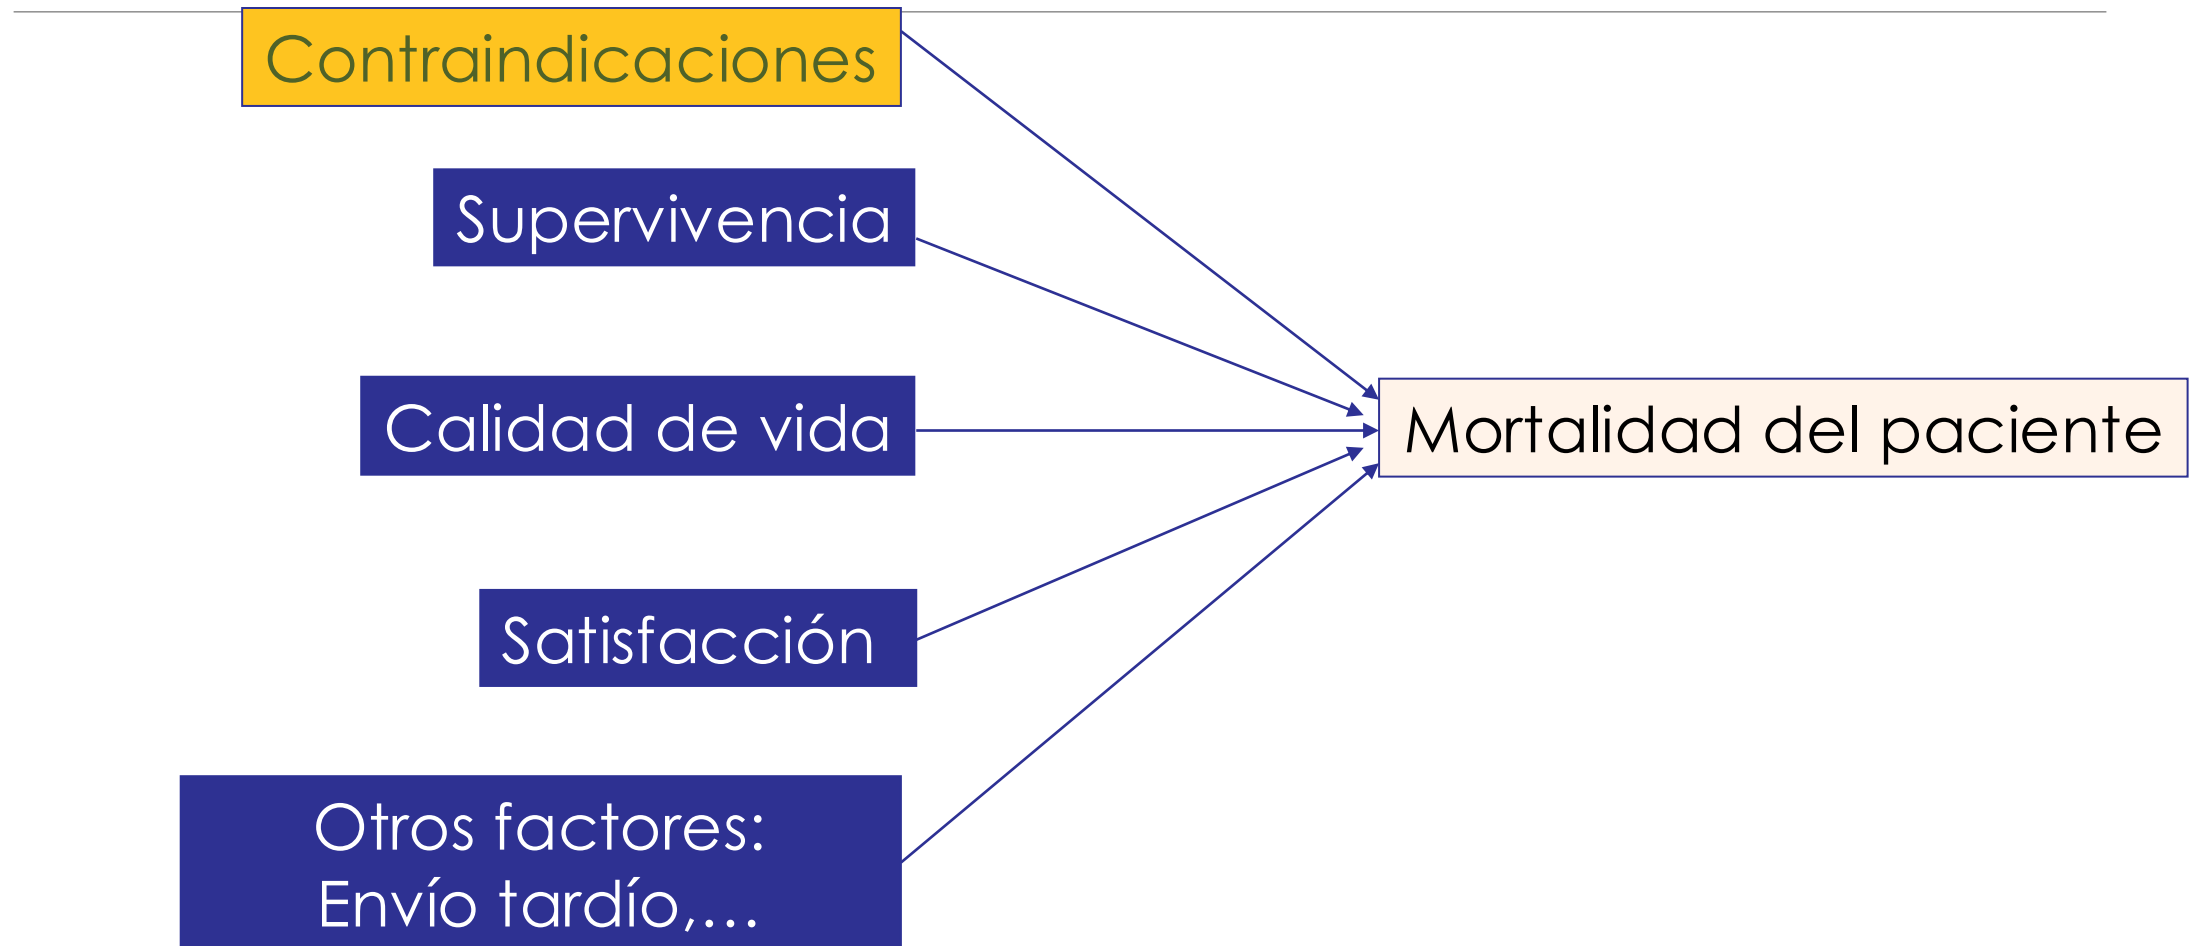 Contraindicaciones
Supervivencia
Calidad de vida
Mortalidad del paciente
Satisfacción
Otros factores:
Envío tardío,...